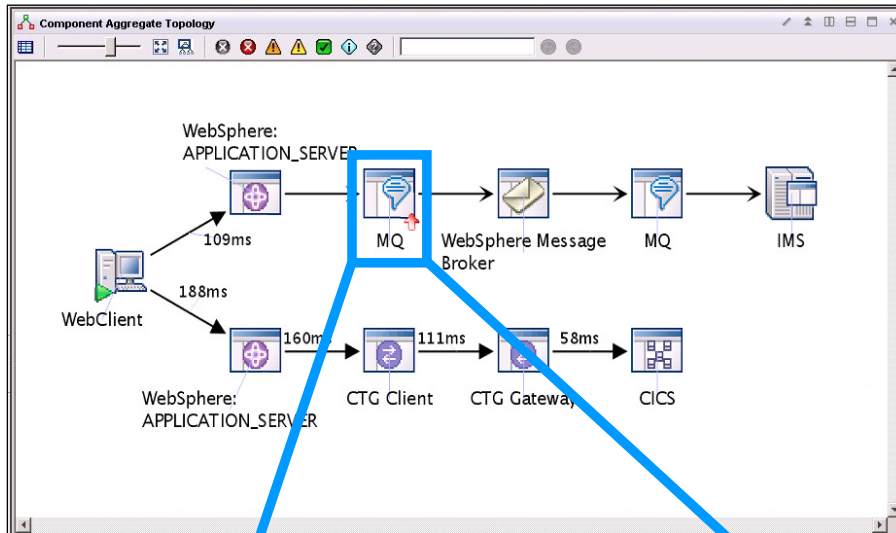 Component Aggregate Topology
WebSphere:
APPLICATION_SERVER
MQ
WebSphere Message
Broker
MQ
IMS
109ms
WebClient
188ms
160ms
111ms
58ms
WebSphere:
APPLICATION_SERVER
CTG Client
CTG Gateway
CICS